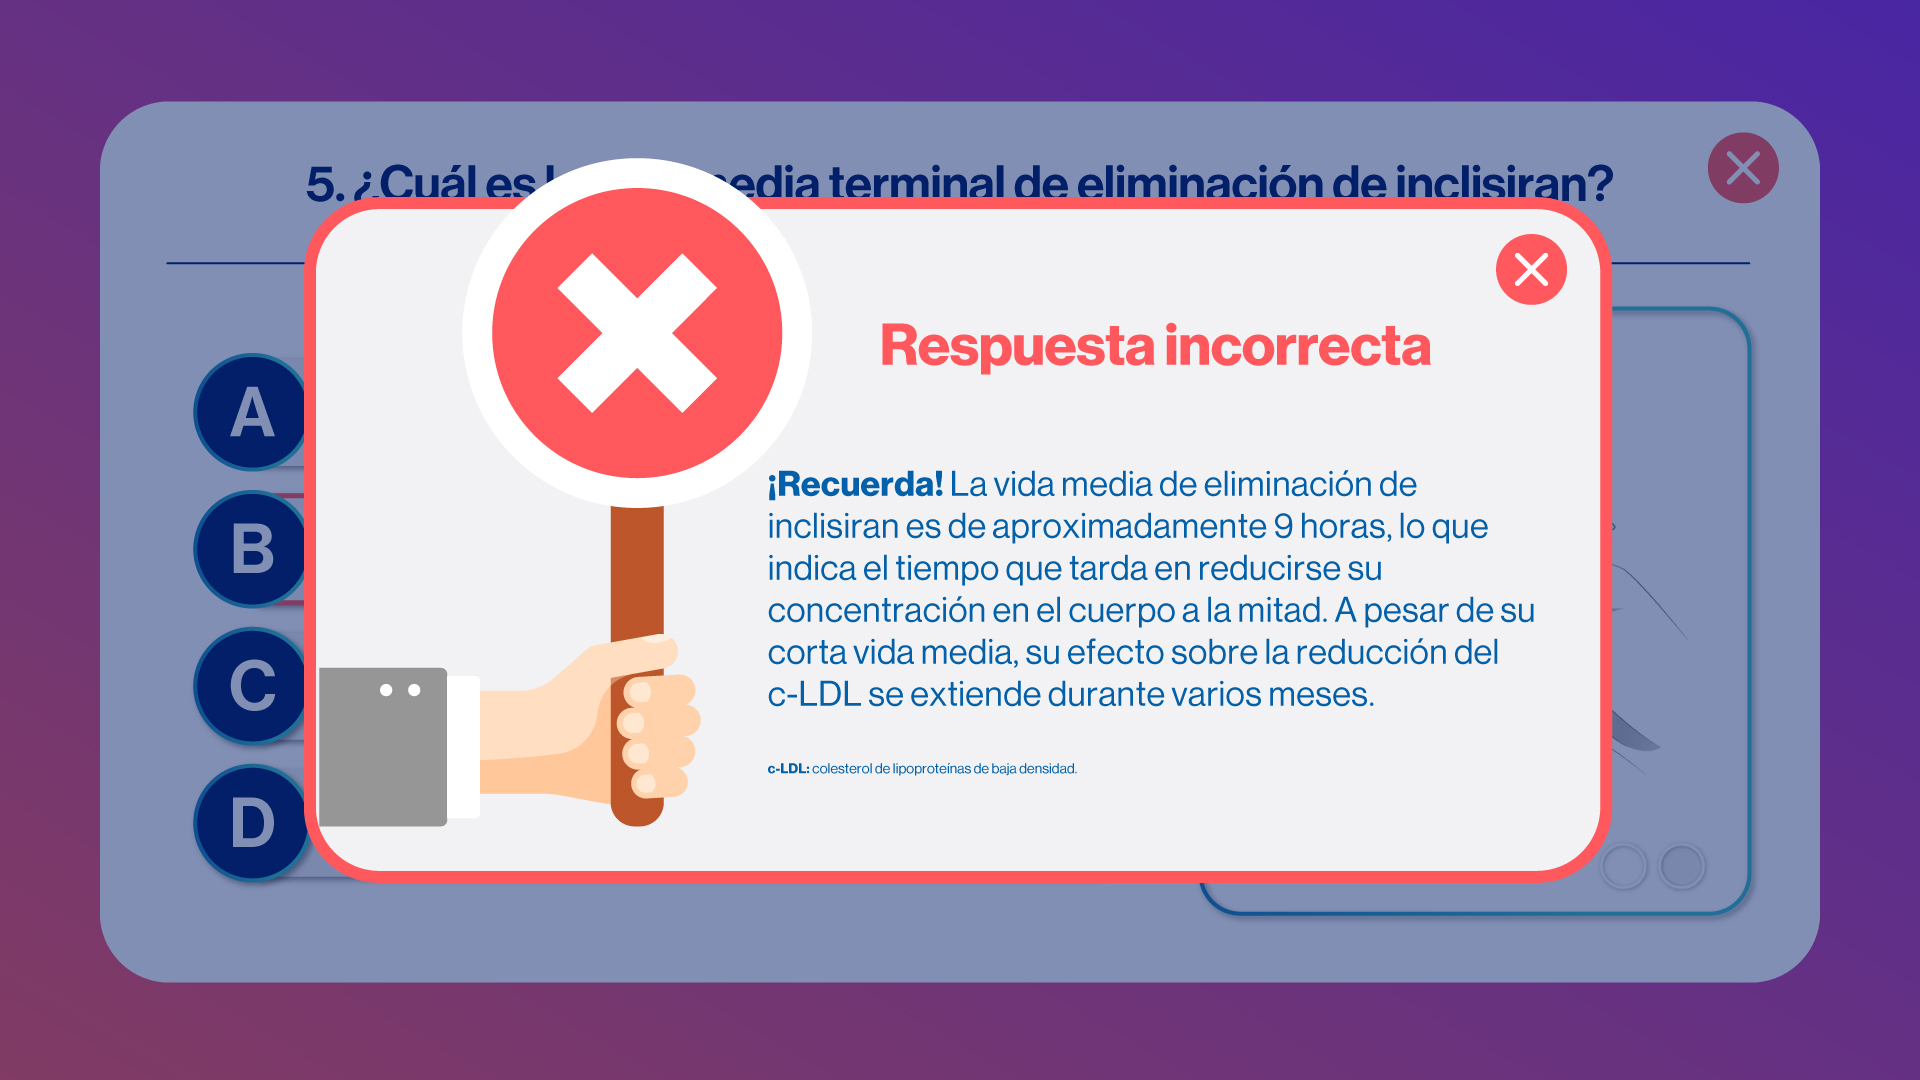 5. ¿Cuál es media terminal de eliminación de inclisiran?
Respuesta incorrecta
A
B
C
D
¡Recuerda! La vida media de eliminación de
inclisiran es de aproximadamente 9 horas, lo que
indica el tiempo que tarda en reducirse su
concentración en el cuerpo a la mitad. A pesar de su
corta vida media, su efecto sobre la reducción del
c-LDL se extiende durante varios meses.
c-LDL: colesterol de lipoproteínas de baja densidad.